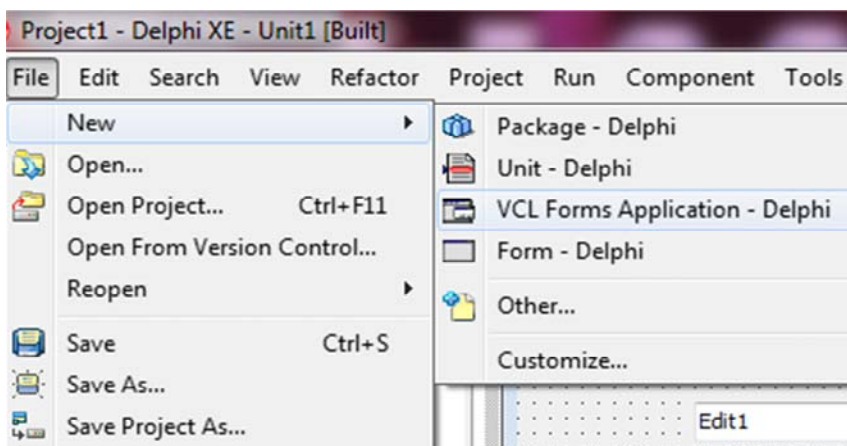 Project1 - Delphi XE - Unit1 [Built]
File Edit Search View Refactor Project Run Component Tools
New
Open...
Open Project... Ctrl+F11
Open From Version Control...
Reopen
Save Ctrl+S
Save As...
Save Project As...
Package - Delphi
Unit - Delphi
VCL Forms Application - Delphi
Form - Delphi
Other...
Customize...
Edit1